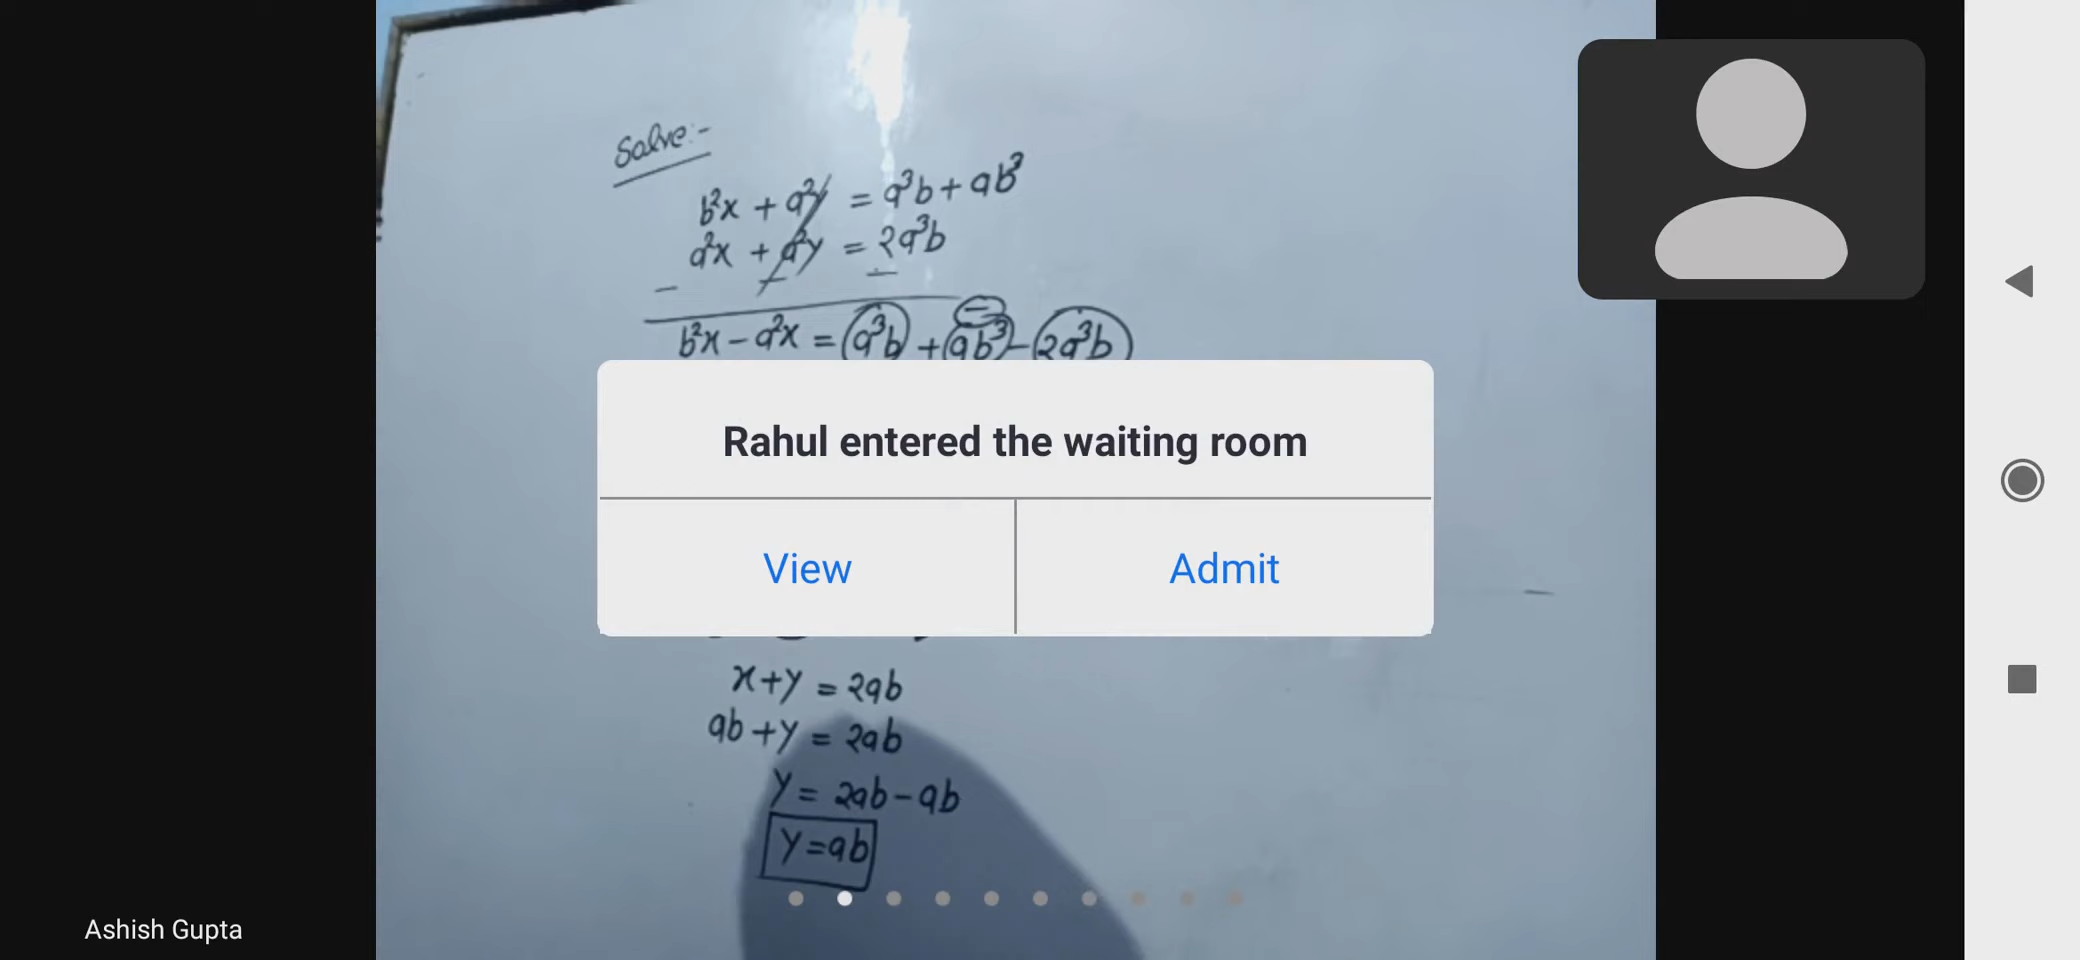 Solve:-
b²x + a²y = a³b + ab³
a²x + a²y = 2a³b
- - -
b²x - a²x = a³b + ab³ - 2a³b
Rahul entered the waiting room
View Admit
x+y = 2ab
ab+y = 2ab
y = 2ab-ab
y=ab
Ashish Gupta